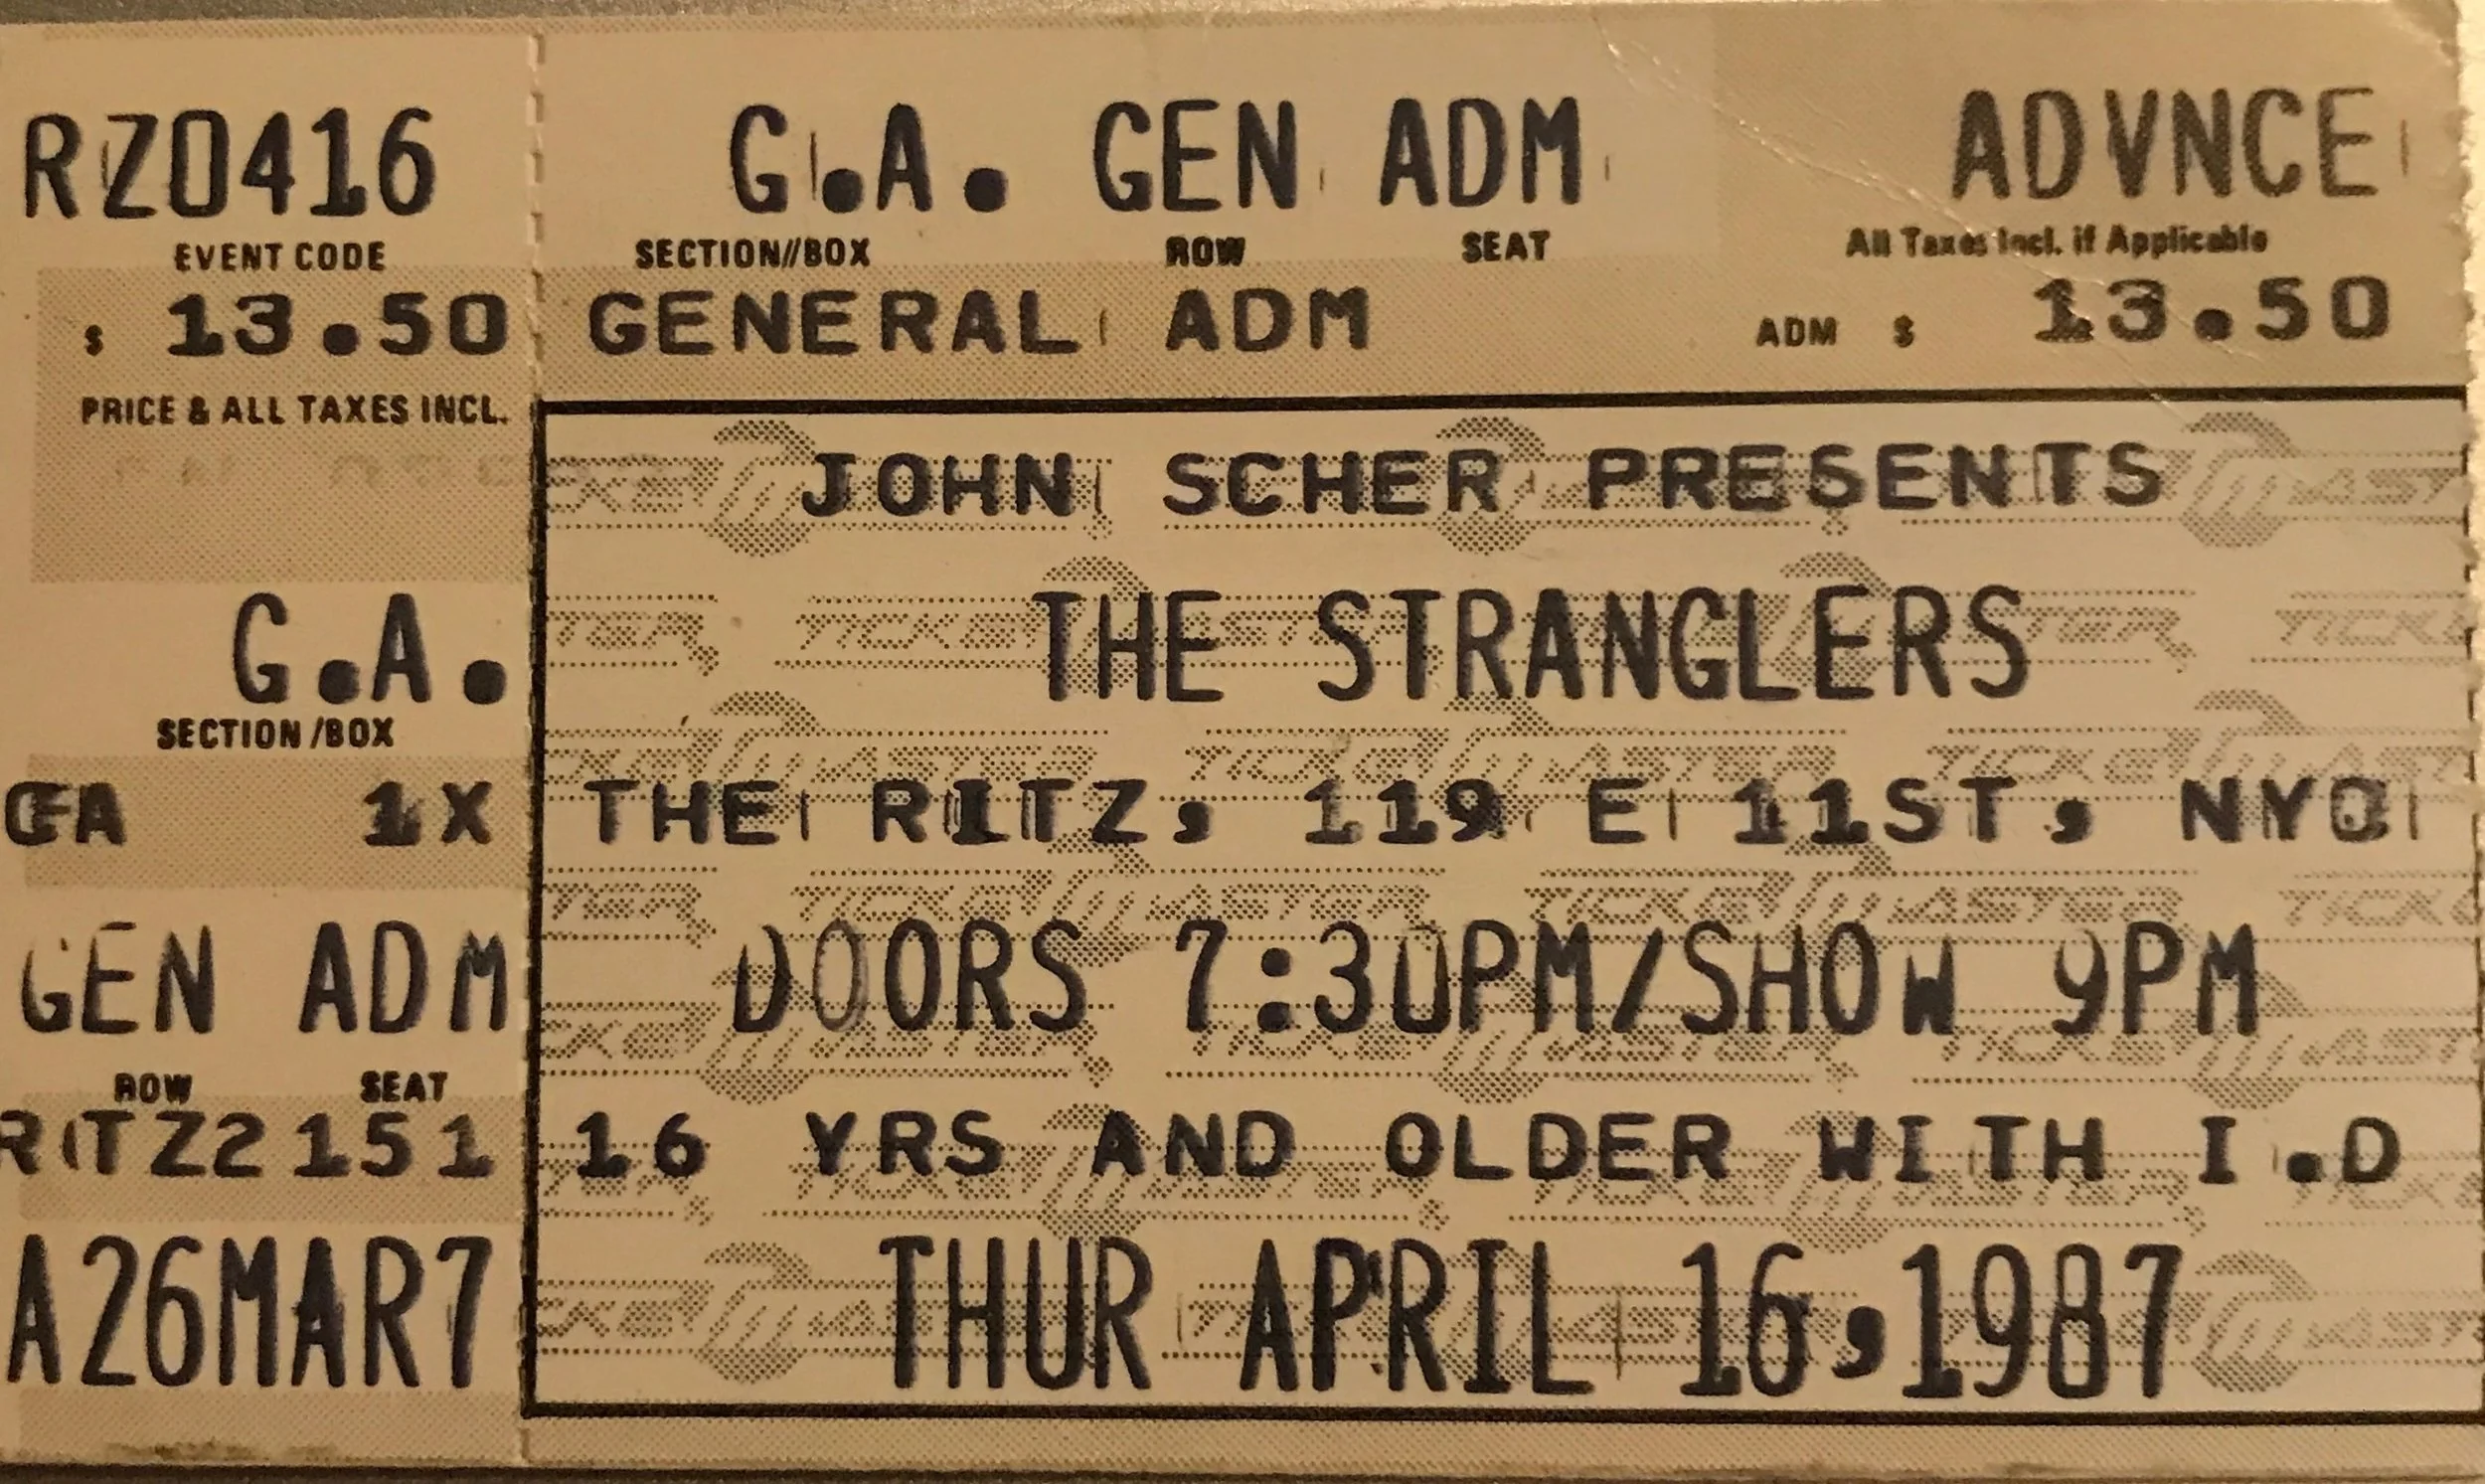 RZ0416
EVENT CODE
$ 13.50
PRICE & ALL TAXES INCL.
G.A.
SECTION /BOX
CA 1X
GEN ADM
ROW SEAT
RITZ2151
A26MAR7
G.A. GEN ADM ADVNCE
SECTION//BOX ROW SEAT All Taxes Incl. if Applicable
GENERAL ADM ADM $ 13.50
JOHN SCHER PRESENTS
THE STRANGLERS
THE RITZ, 119 E 11ST, NYC
DOORS 7:30PM/SHOW 9PM
16 YRS AND OLDER WITH I.D
THUR APRIL 16,1987
TICKETMASTER